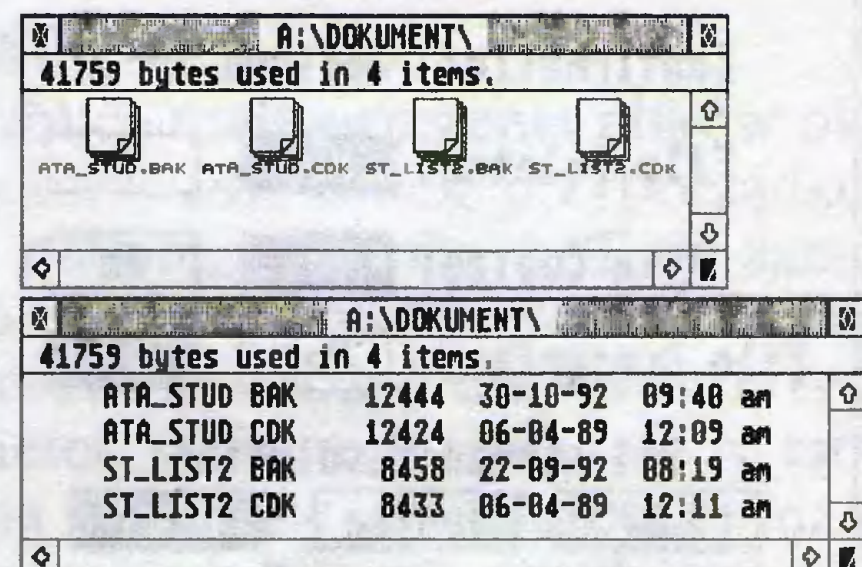 A:\DOKUMENT\
41759 bytes used in 4 items.
ATA_STUD.BAK ATA_STUD.CDK ST_LIST2.BAK ST_LIST2.CDK
A:\DOKUMENT\
41759 bytes used in 4 items.
ATA_STUD BAK 12444 30-10-92 09:40 am
ATA_STUD CDK 12424 06-04-89 12:09 am
ST_LIST2 BAK 8458 22-09-92 08:19 am
ST_LIST2 CDK 8433 06-04-89 12:11 am